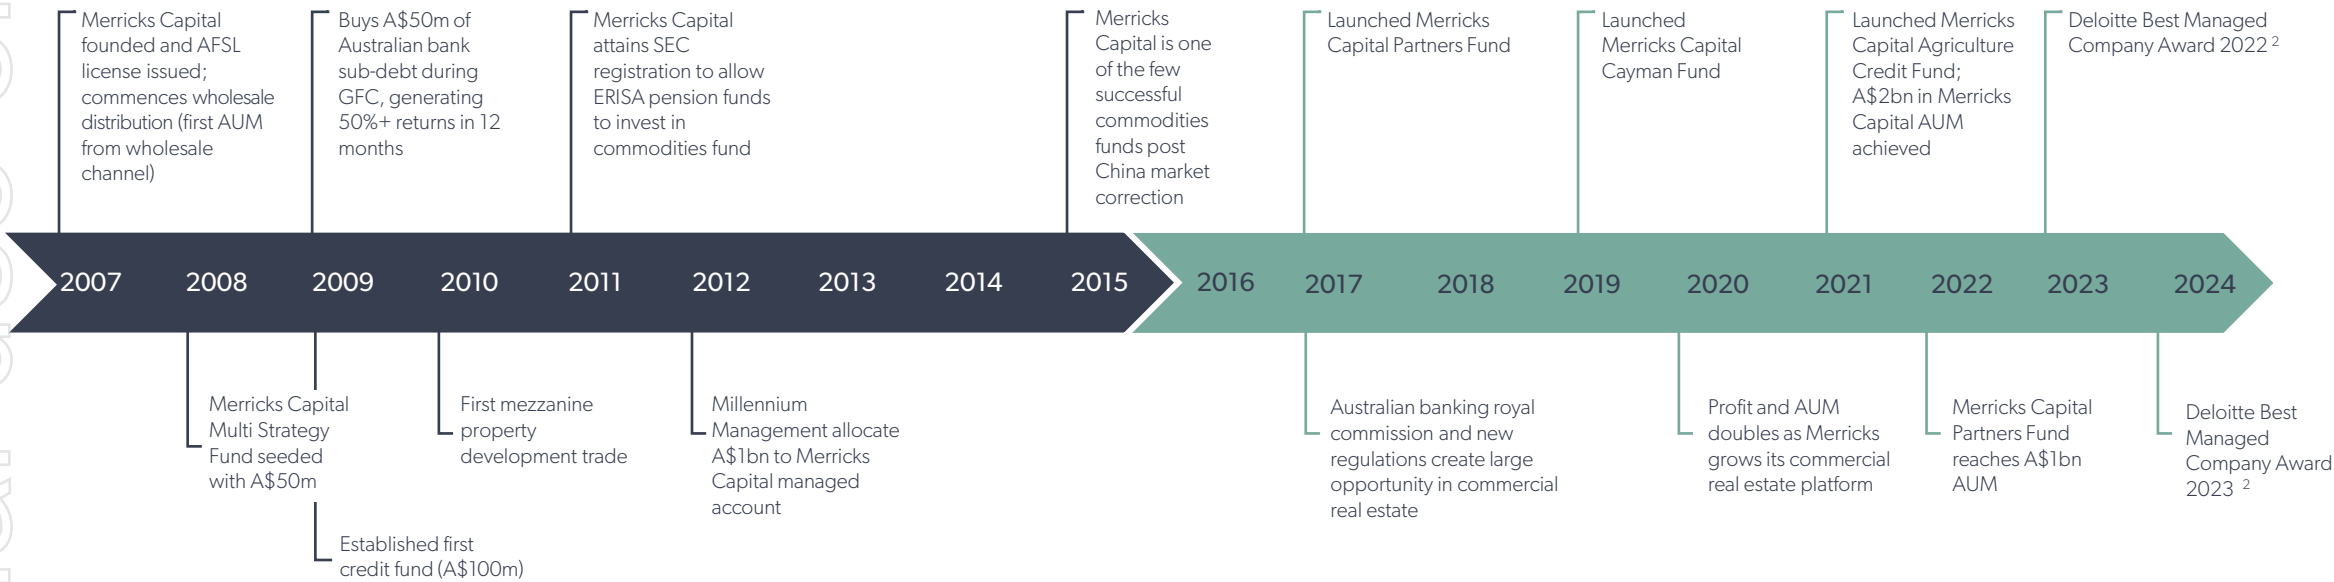 Merricks Capital
founded and AFSL
license issued;
commences wholesale
distribution (first AUM
from wholesale
channel)
Buys A$50m of
Australian bank
sub-debt during
GFC, generating
50%+ returns in 12
months
Merricks Capital
attains SEC
registration to allow
ERISA pension funds
to invest in
commodities fund
Merricks
Capital is one
of the few
successful
commodities
funds post
China market
correction
Launched Merricks
Capital Partners Fund
Launched
Merricks Capital
Cayman Fund
Launched Merricks
Capital Agriculture
Credit Fund;
A$2bn in Merricks
Capital AUM
achieved
Deloitte Best Managed
Company Award 2022 2
2007 2008 2009 2010 2011 2012 2013 2014 2015 2016 2017 2018 2019 2020 2021 2022 2023 2024
Merricks Capital
Multi Strategy
Fund seeded
with A$50m
Established first
credit fund (A$100m)
First mezzanine
property
development trade
Millennium
Management allocate
A$1bn to Merricks
Capital managed
account
Australian banking royal
commission and new
regulations create large
opportunity in commercial
real estate
Profit and AUM
doubles as Merricks
grows its commercial
real estate platform
Merricks Capital
Partners Fund
reaches A$1bn
AUM
Deloitte Best
Managed
Company Award
2023 2